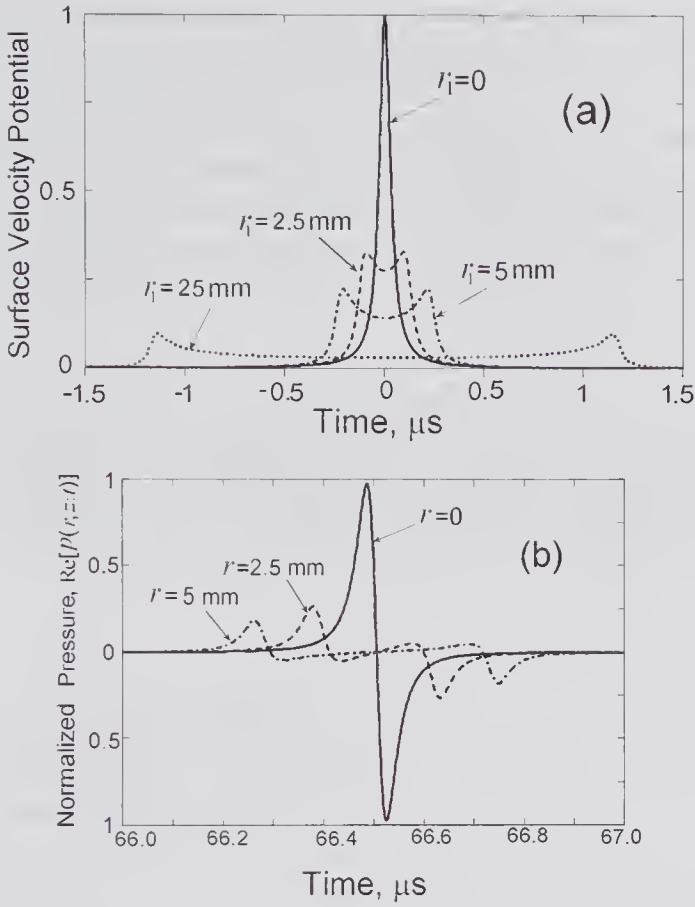 1
0.5
0
Surface Velocity Potential
(a)
r₁=0
r₁=2.5 mm
r₁=5 mm
r₁=25 mm
-1.5 -1 -0.5 0 0.5 1 1.5
Time, μs
1
0.5
0
0.5
1
Normalized Pressure, Re[p(r,z;t)]
(b)
r=0
r=2.5 mm
r=5 mm
66.0 66.2 66.4 66.6 66.8 67.0
Time, μs